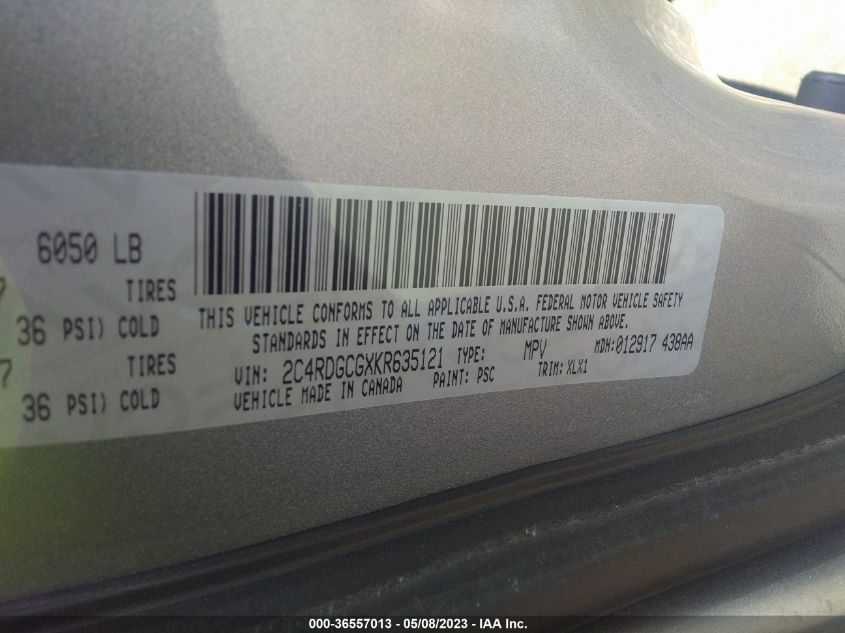 6050 LB
TIRES
36 PSI) COLD
TIRES
36 PSI) COLD
THIS VEHICLE CONFORMS TO ALL APPLICABLE U.S.A. FEDERAL MOTOR VEHICLE SAFETY
STANDARDS IN EFFECT ON THE DATE OF MANUFACTURE SHOWN ABOVE.
VIN: 2C4RDGCGXKR635121 TYPE: MPV MDH: 012917 438AA
VEHICLE MADE IN CANADA PAINT: PSC TRIM: XLX1
000-36557013 - 05/08/2023 - IAA Inc.